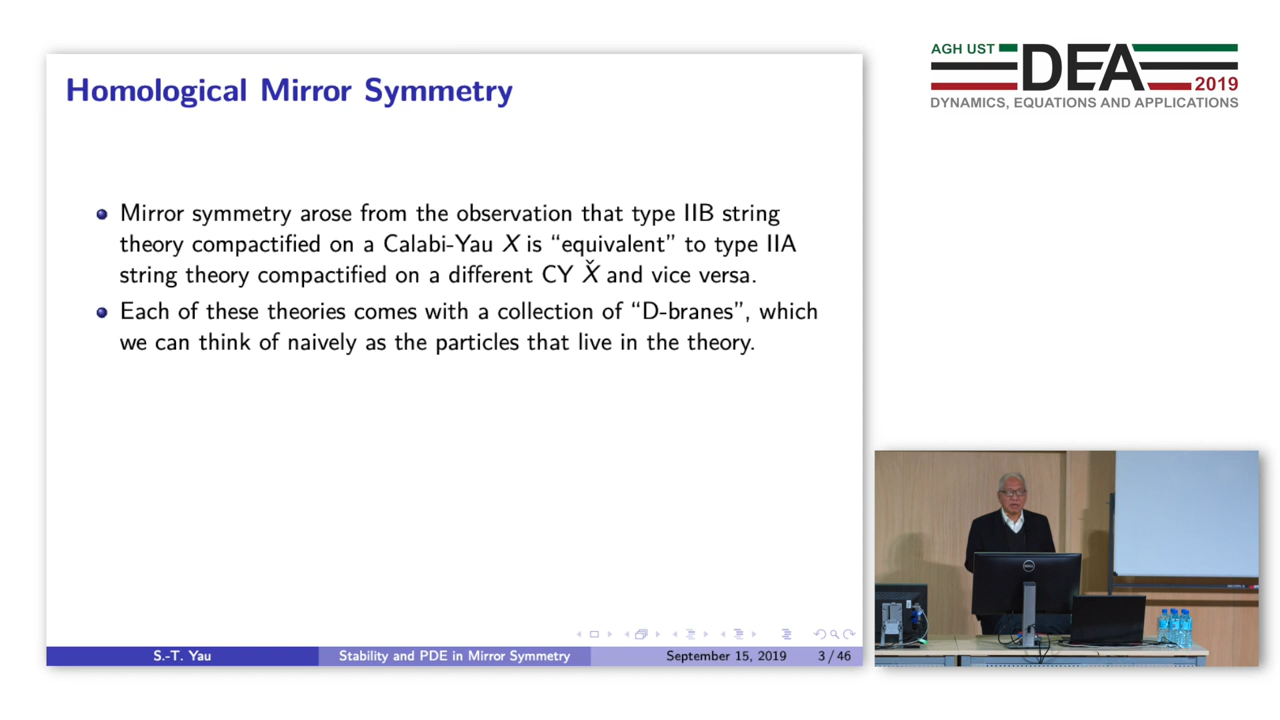 AGH UST
DEA
2019
DYNAMICS, EQUATIONS AND APPLICATIONS
Homological Mirror Symmetry
Mirror symmetry arose from the observation that type IIB string
theory compactified on a Calabi-Yau X is “equivalent” to type IIA
string theory compactified on a different CY X̌ and vice versa.
Each of these theories comes with a collection of “D-branes”, which
we can think of naively as the particles that live in the theory.
S.-T. Yau
Stability and PDE in Mirror Symmetry
September 15, 2019
3 / 46
DELL